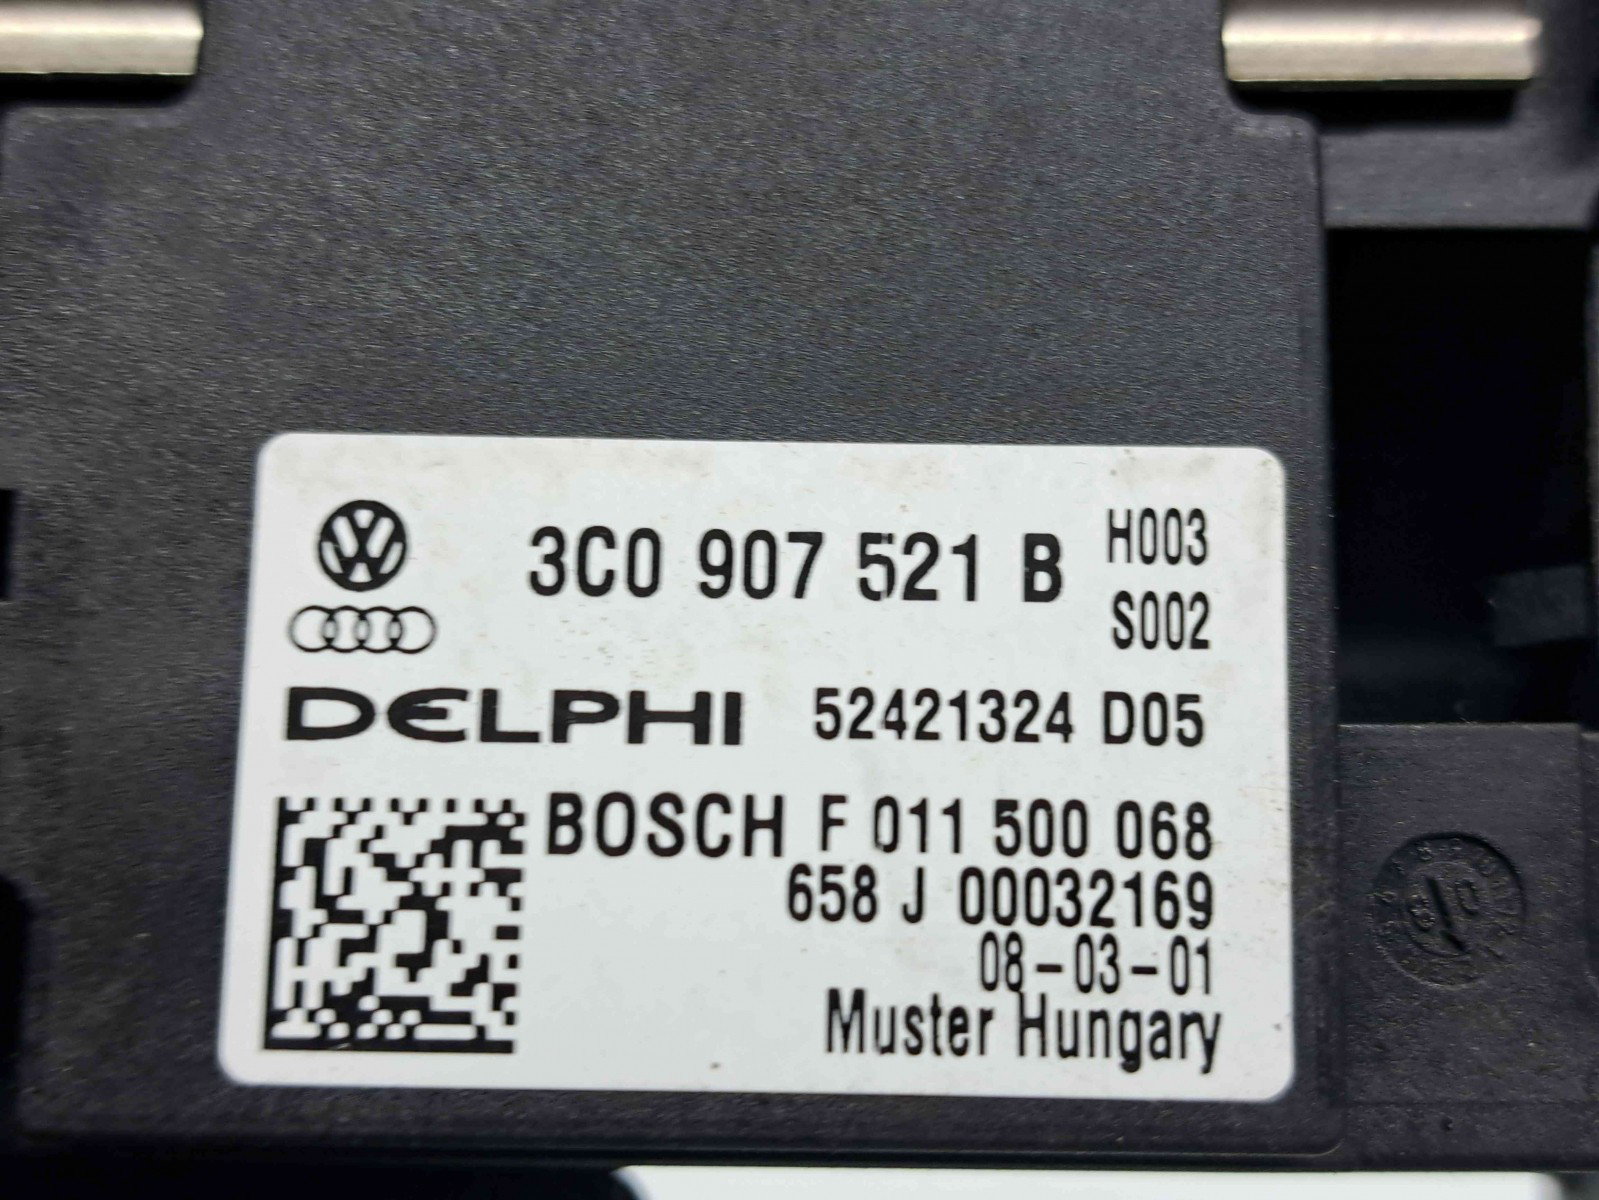 3C0 907 521 B H003
S002
DELPHI 52421324 D05
BOSCH F 011 500 068
658 J 00032169
08-03-01
Muster Hungary